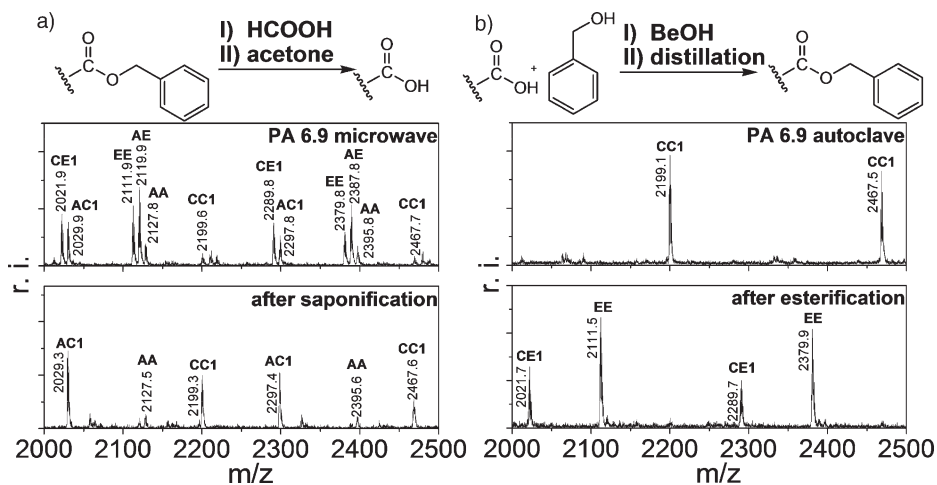 a)
I) HCOOH
II) acetone
O
C
O
O
C
OH
PA 6.9 microwave
CE1
2021.9
AC1
2029.9
EE
2111.9
AE
2119.9
AA
2127.8
CC1
2199.6
CE1
2289.8
AC1
2297.8
EE
2379.8
AE
2387.8
AA
2395.8
CC1
2467.7
r. i.
after saponification
AC1
2029.3
AA
2127.5
CC1
2199.3
AC1
2297.4
AA
2395.6
CC1
2467.6
2000 2100 2200 2300 2400 2500
m/z
b)
O
C
OH
+
OH
I) BeOH
II) distillation
O
C
O
PA 6.9 autoclave
CC1
2199.1
CC1
2467.5
r. i.
after esterification
CE1
2021.7
EE
2111.5
CE1
2289.7
EE
2379.9
2000 2100 2200 2300 2400 2500
m/z